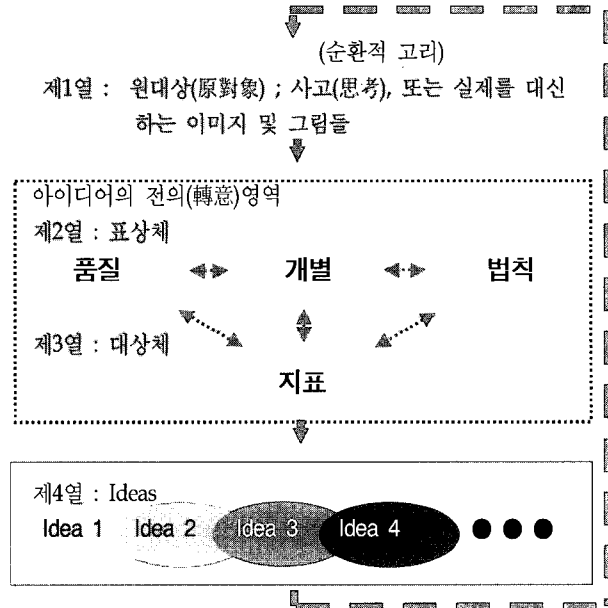 (순환적 고리)
제1열 : 원대상(原對象) ; 사고(思考), 또는 실제를 대신
하는 이미지 및 그림들
아이디어의 전의(轉意)영역
제2열 : 표상체
품질 개별 법칙
제3열 : 대상체
지표
제4열 : Ideas
Idea 1 Idea 2 Idea 3 Idea 4